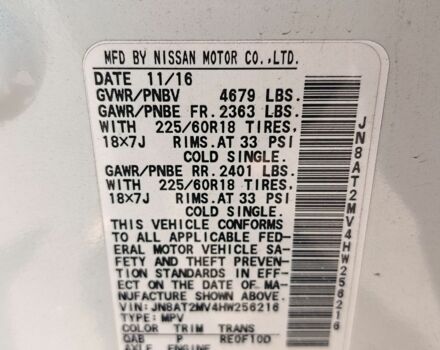 MFD BY NISSAN MOTOR CO.,LTD.
DATE 11/16
GVWR/PNBV 4679 LBS.
GAWR/PNBE FR. 2363 LBS.
WITH 225/60R18 TIRES,
18x7J RIMS.AT 33 PSI
COLD SINGLE.
GAWR/PNBE RR. 2401 LBS.
WITH 225/60R18 TIRES,
18x7J RIMS.AT 33 PSI
COLD SINGLE.
THIS VEHICLE CONFORMS
TO ALL APPLICABLE FED-
ERAL MOTOR VEHICLE SA-
FETY AND THEFT PREVEN-
TION STANDARDS IN EFF-
ECT ON THE DATE OF MA-
NUFACTURE SHOWN ABOVE.
VIN:JN8AT2MV4HW256216
TYPE:MPV
COLOR TRIM TRANS
QAB P RE0F10D
JN8AT2MV4HW256216